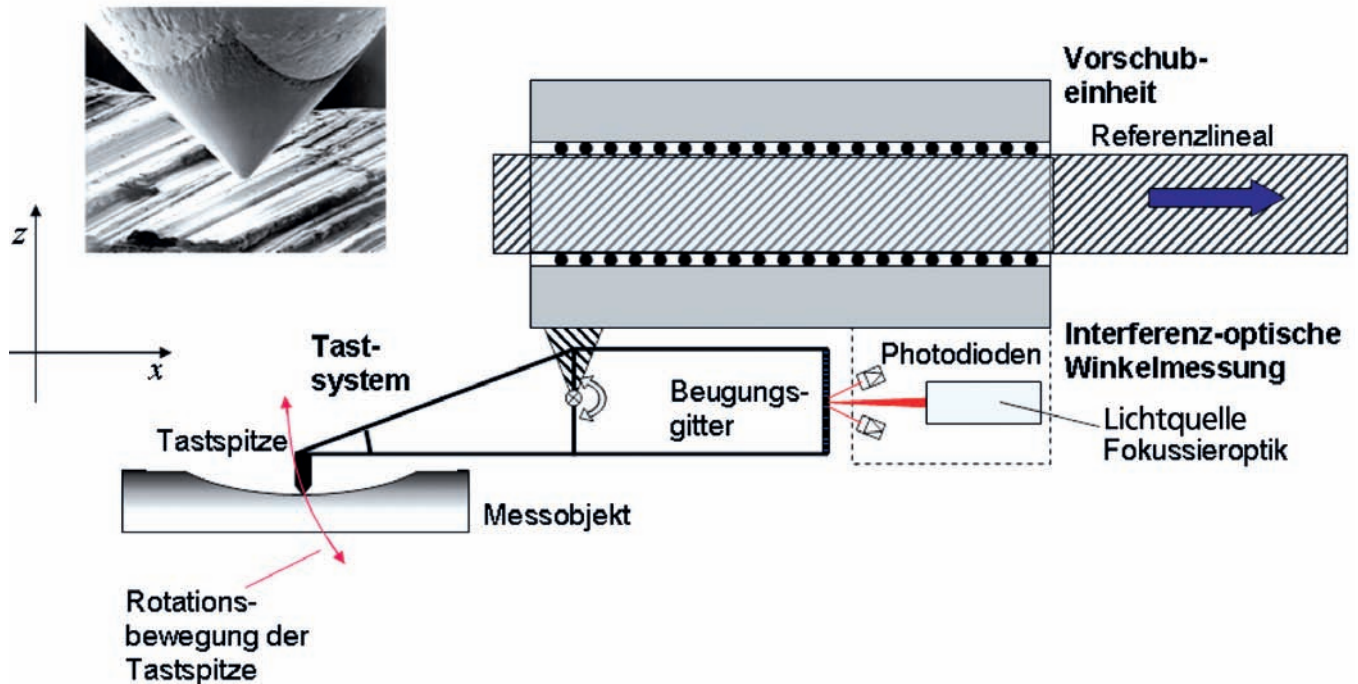 Vorschub-
einheit
Referenzlineal
z
x
Tast-
system
Tastspitze
Photodioden
Interferenz-optische
Winkelmessung
Beugungs-
gitter
Lichtquelle
Fokussieroptik
Messobjekt
Rotations-
bewegung der
Tastspitze